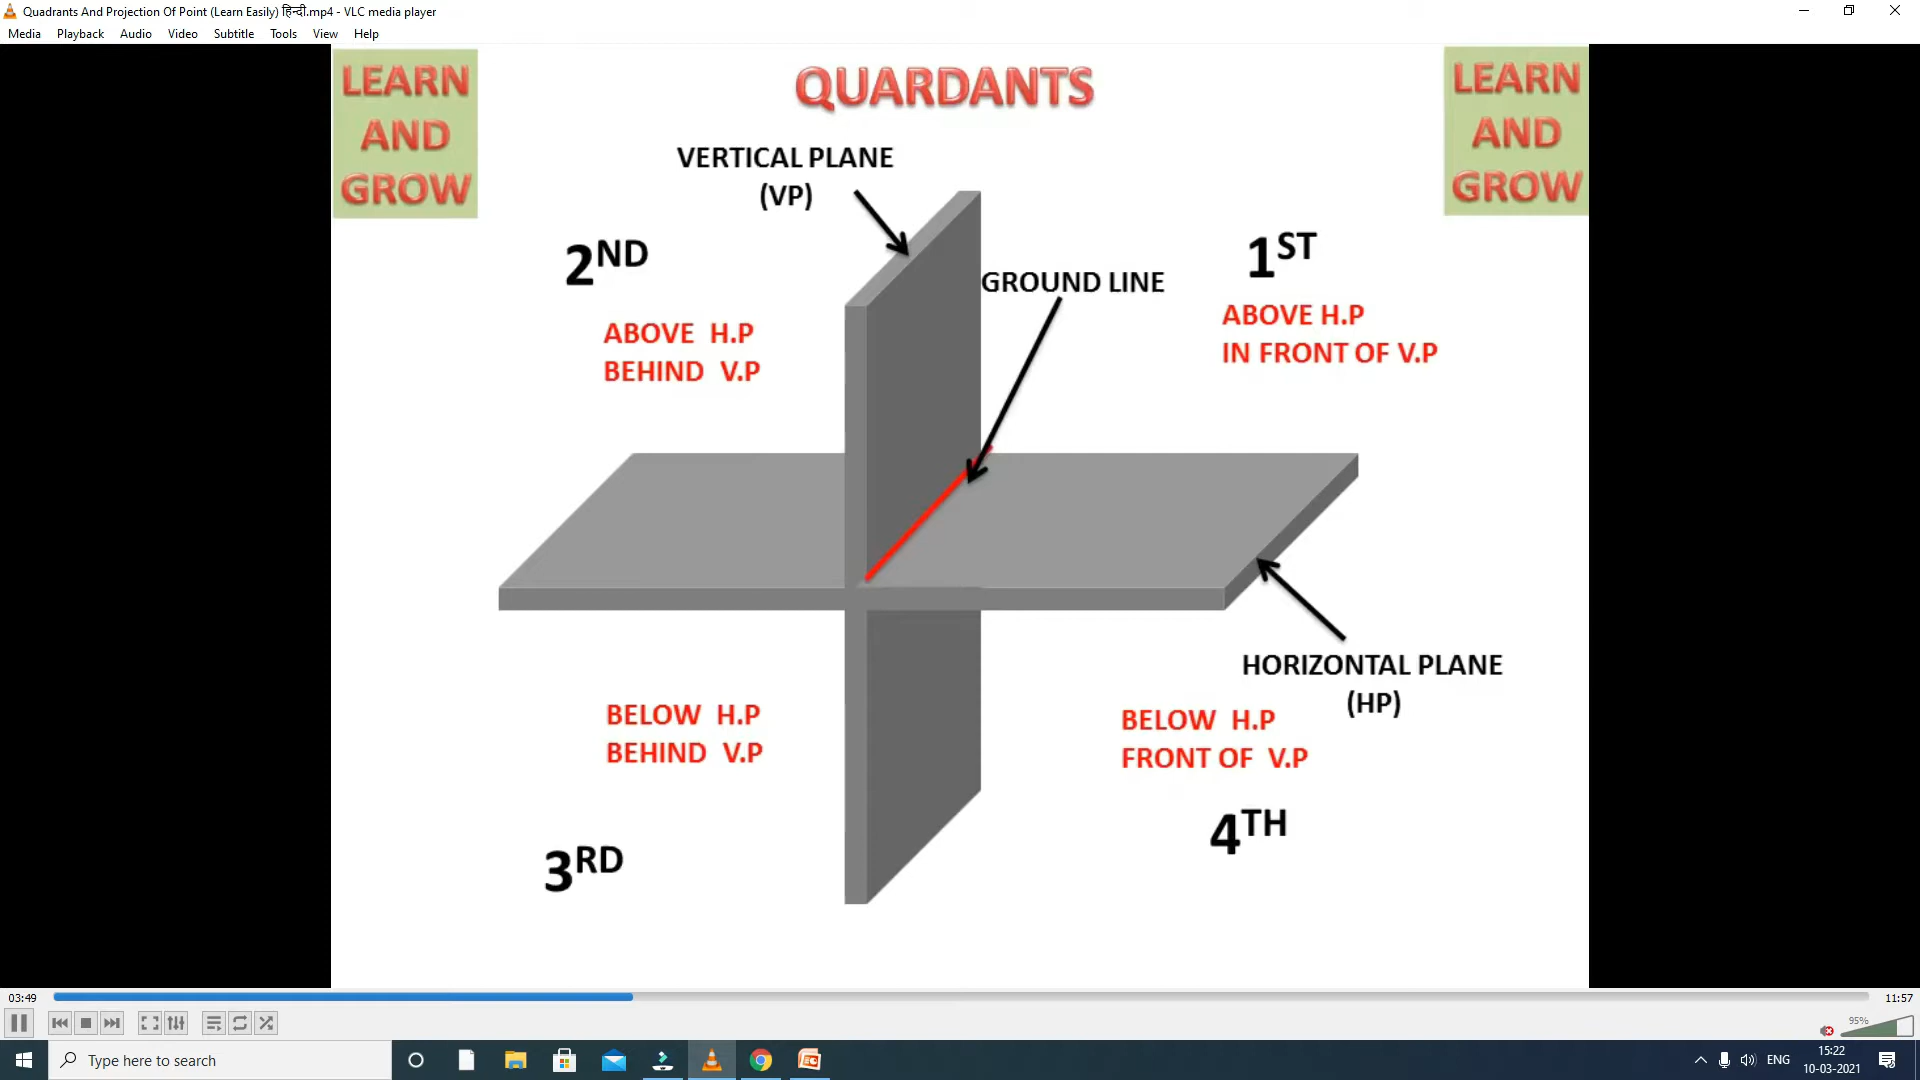 Quadrants And Projection Of Point (Learn Easily) हिन्दी.mp4 - VLC media player
Media Playback Audio Video Subtitle Tools View Help
LEARN
AND
GROW
QUARDANTS
LEARN
AND
GROW
VERTICAL PLANE
(VP)
2ND
1ST
GROUND LINE
ABOVE H.P
BEHIND V.P
ABOVE H.P
IN FRONT OF V.P
HORIZONTAL PLANE
(HP)
BELOW H.P
BEHIND V.P
BELOW H.P
FRONT OF V.P
3RD
4TH
03:49
11:57
95%
Type here to search
ENG
15:22
10-03-2021